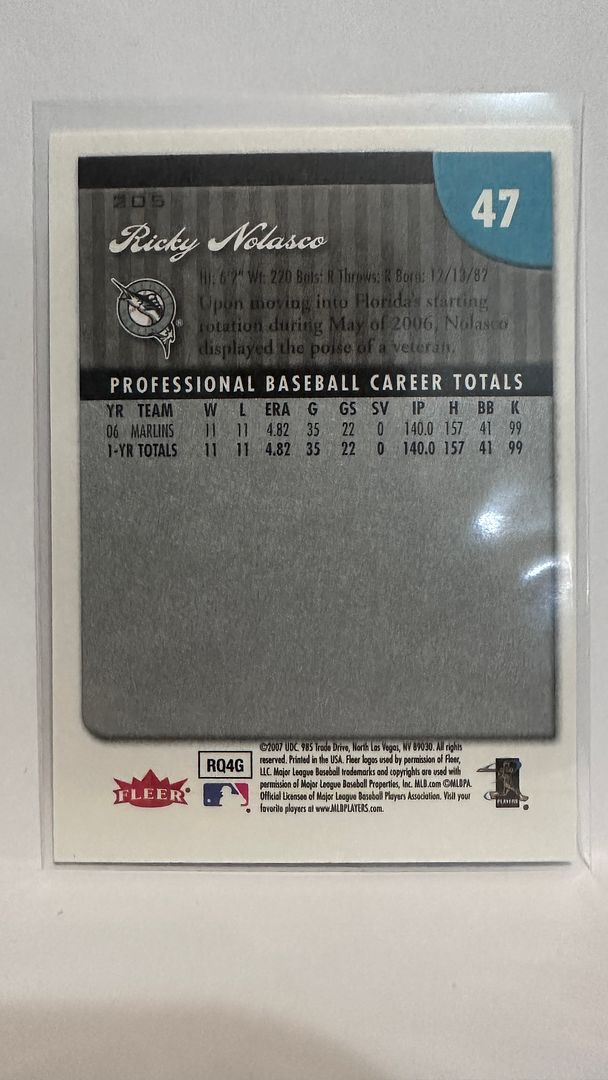 205
47
Ricky Nolasco
Ht: 6'2" Wt: 220 Bats: R Throws: R Born: 12/13/82
Upon moving into Florida's starting
rotation during May of 2006, Nolasco
displayed the poise of a veteran.
PROFESSIONAL BASEBALL CAREER TOTALS
YR TEAM W L ERA G GS SV IP H BB K
06 MARLINS 11 11 4.82 35 22 0 140.0 157 41 99
1-YR TOTALS 11 11 4.82 35 22 0 140.0 157 41 99
©2007 UDC. 985 Trade Drive, North Las Vegas, NV 89030. All rights
reserved. Printed in the USA. Fleer logos used by permission of Fleer,
LLC. Major League Baseball trademarks and copyrights are used with
permission of Major League Baseball Properties, Inc. MLB.com ©MLBPA.
Official Licensee of Major League Baseball Players Association. Visit your
favorite players at www.MLBPLAYERS.com.
RQ4G
FLEER
PLAYERS